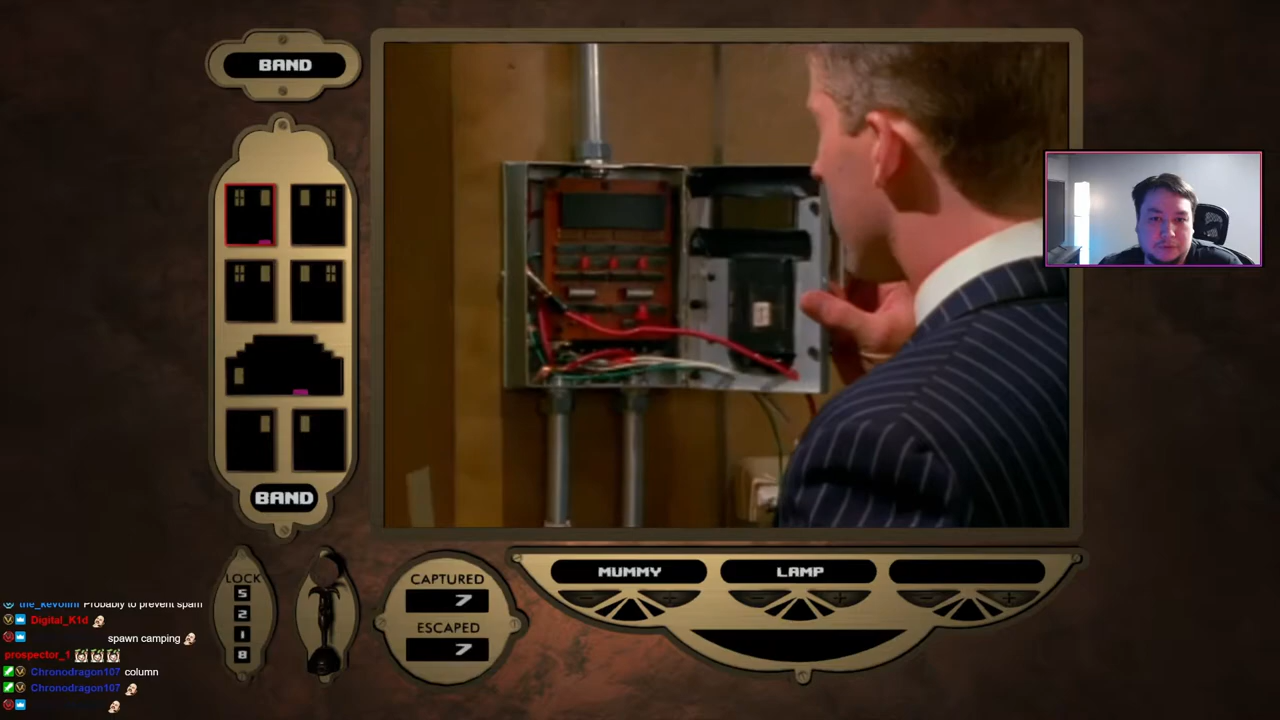 BAND
BAND
LOCK
5
2
1
8
CAPTURED
7
ESCAPED
7
MUMMY
LAMP
the_kevolini Probably to prevent spam
Digital_K1d
spawn camping
prospector_1
Chronodragon107 column
Chronodragon107